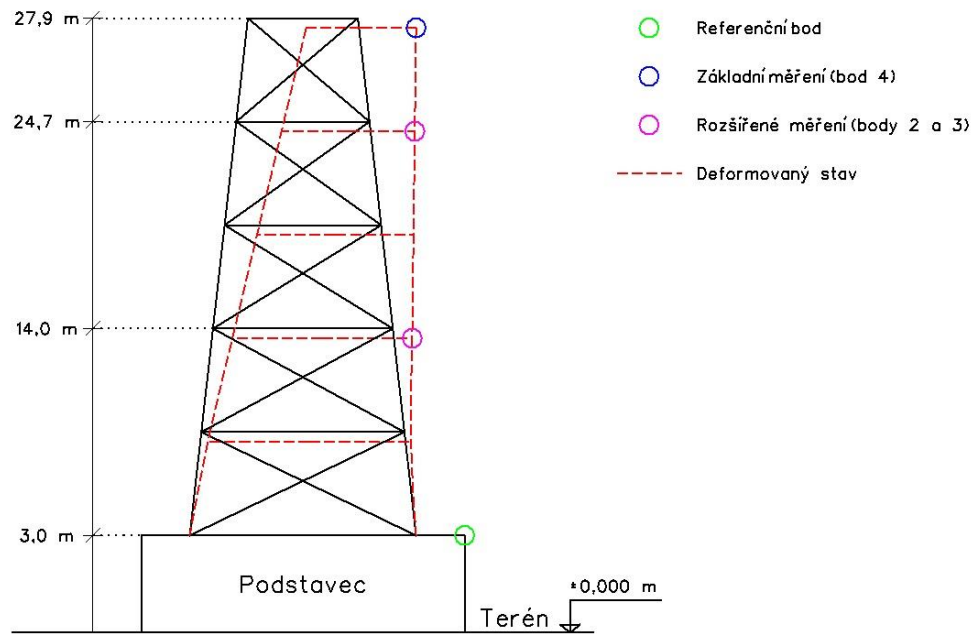 27,9 m
24,7 m
14,0 m
3,0 m
Podstavec
Terén
±0,000 m
Referenční bod
Základní měření (bod 4)
Rozšířené měření (body 2 a 3)
Deformovaný stav